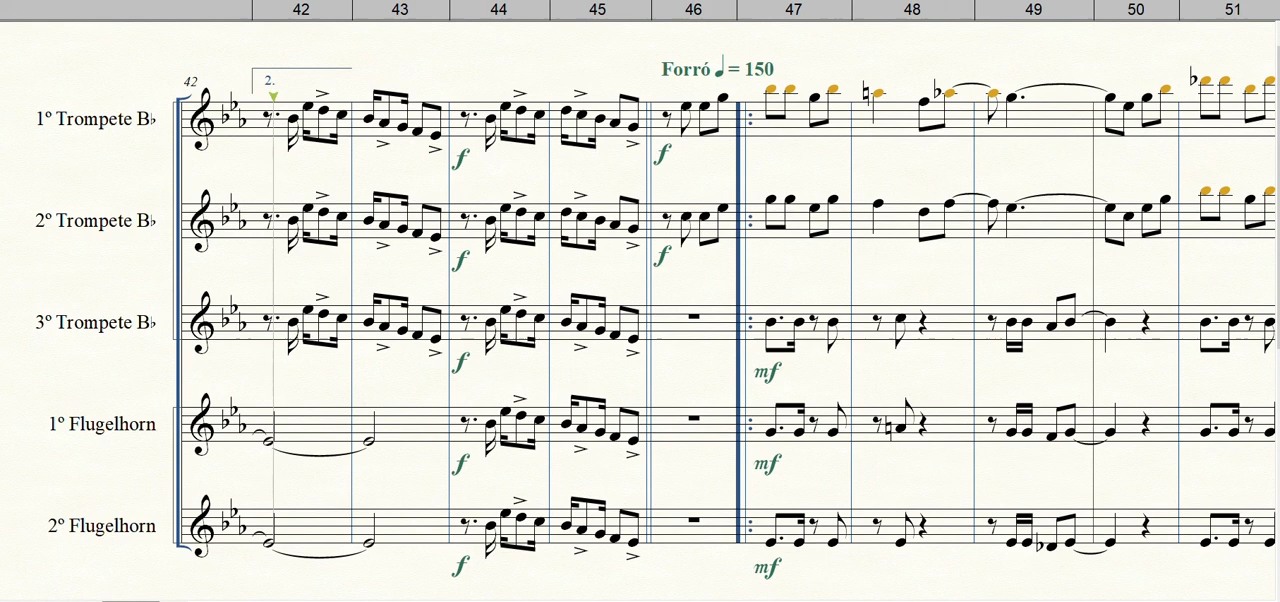 42 43 44 45 46 47 48 49 50 51
Forró ♩ = 150
42
2.
1º Trompete B♭
f f
2º Trompete B♭
f f
3º Trompete B♭
f mf
1º Flugelhorn
f mf
2º Flugelhorn
f mf